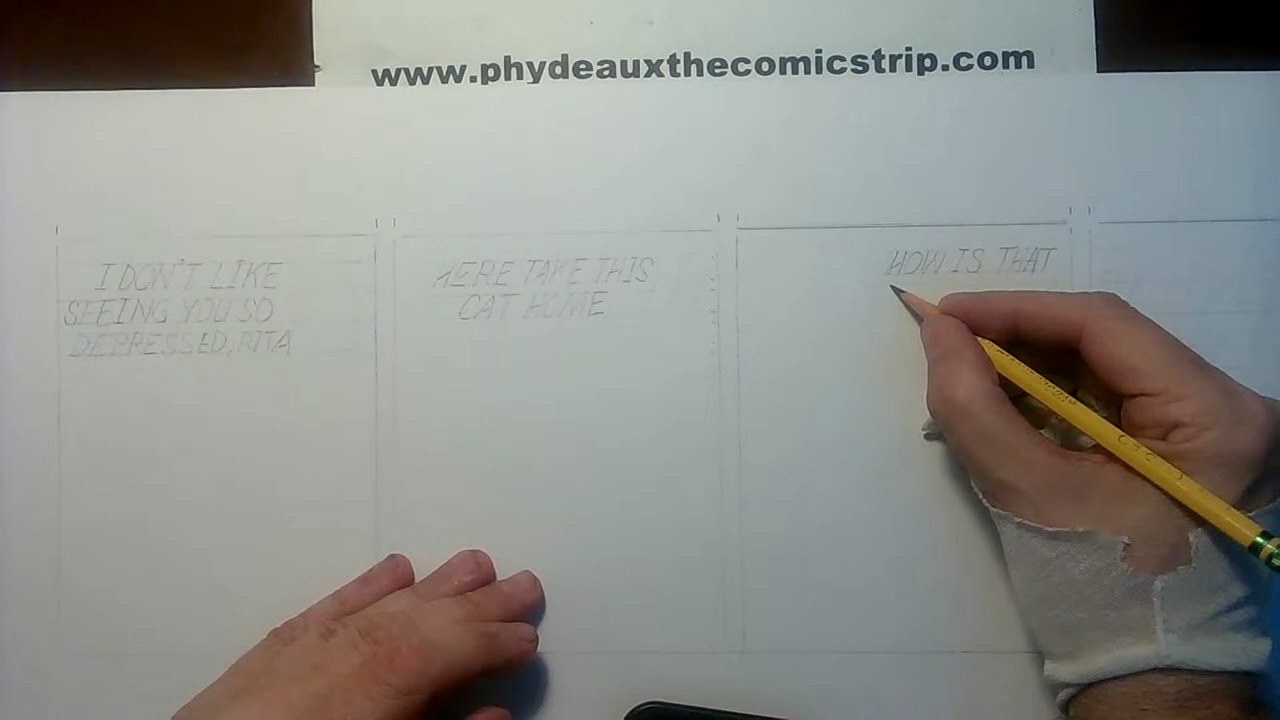 www.phydeauxthecomicstrip.com
I DON'T LIKE
SEEING YOU SO
DEPRESSED, RITA
HERE TAKE THIS
CAT HOME
HOW IS THAT